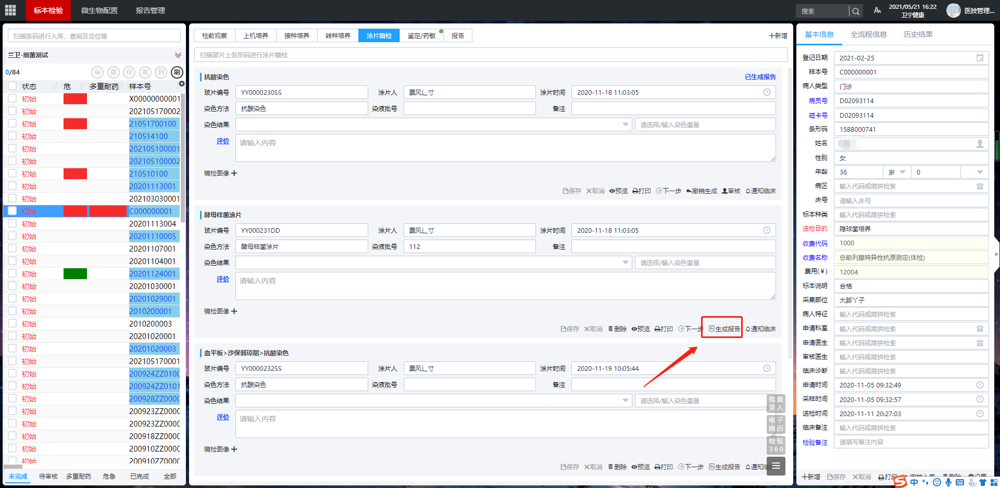 标本检验 微生物配置 报告管理 搜索 2021/05/21 16:22 医技管理...
卫宁健康
扫描条码进行入库、查询及定位等
兰卫-细菌测试
0/84 审 撤 印 发 回 刷
状态 危 多重耐药 样本号
初始 X00000000001
初始 202105170002
初始 21051700100
初始 210514100
初始 202105100001
初始 202105100002
初始 210510100
初始 20201113001
初始 202103030001
初始 C000000001
初始 20201113004
初始 20201110005
初始 20201107001
初始 20201104001
初始 20201124001
初始 20201030001
初始 20201029001
初始 2010200001
初始 2010200003
初始 20201020001
初始 20201020003
初始 202105170001
初始 200924ZZ0100
初始 200924ZZ0101
初始 200928ZZ0000
初始 200923ZZ0000
初始 200923ZZ0000
初始 200918ZZ0000
初始 200910ZZ0000
初始 200910ZZ0000
未完成 待审核 多重耐药 危急 已完成 全部
检前观察 上机培养 接种培养 转种培养 涂片镜检 鉴定/药敏 报告 新增
扫描玻片上条形码进行涂片镜检
抗酸染色 已生成报告
玻片编号 YY0000230SS 涂片人 票风辶寸 涂片时间 2020-11-18 11:03:05
染色方法 抗酸染色 染液批号 备注
染色结果 请选择/输入染色菌量
评价 请输入内容
镜检图像
保存 取消 预览 打印 下一步 撤销生成 审核 通知临床
酵母样菌涂片
玻片编号 YY000231DD 涂片人 票风辶寸 涂片时间 2020-11-18 11:03:05
染色方法 酵母样菌涂片 染液批号 112 备注
染色结果 请选择/输入染色菌量
评价 请输入内容
镜检图像
保存 取消 删除 预览 打印 下一步 生成报告 通知临床
血平板>沙保弱琼脂>抗酸染色
玻片编号 YY0000232SS 涂片人 票风辶寸 涂片时间 2020-11-19 10:05:44
染色方法 抗酸染色 染液批号 备注
染色结果 请选择/输入染色菌量
评价 请输入内容
镜检图像
保存 取消 删除 预览 打印 下一步 生成报告 通知临
批量
录入
电子
病历
检验
360
基本信息 全流程信息 历史结果
登记日期 2021-02-25
样本号 C000000001
病人类型 门诊
病员号 D02093114
磁卡号 D02093114
条形码 1588000741
姓名
性别 女
年龄 36 岁 0
病区 输入代码或简拼检索
床号 请输入床号
标本种类 输入代码或简拼检索
送检目的 隐球菌培养
收费代码 1000
收费名称 总前列腺特异性抗原测定(体检)
费用(￥) 12004
标本说明 合格
采集部位 大脚丫子
病人特征 输入代码或简拼检索
申请科室 输入代码或简拼检索
申请医生 输入代码或简拼检索
审核医生 输入代码或简拼检索
临床诊断 输入代码或简拼检索
申请时间 2020-11-05 09:32:49
采样时间 2020-11-05 09:32:57
送检时间 2020-11-11 20:27:03
临床备注 输入代码或简拼检索
检验备注 请填写备注内容
新增 保存 取消 打印
中